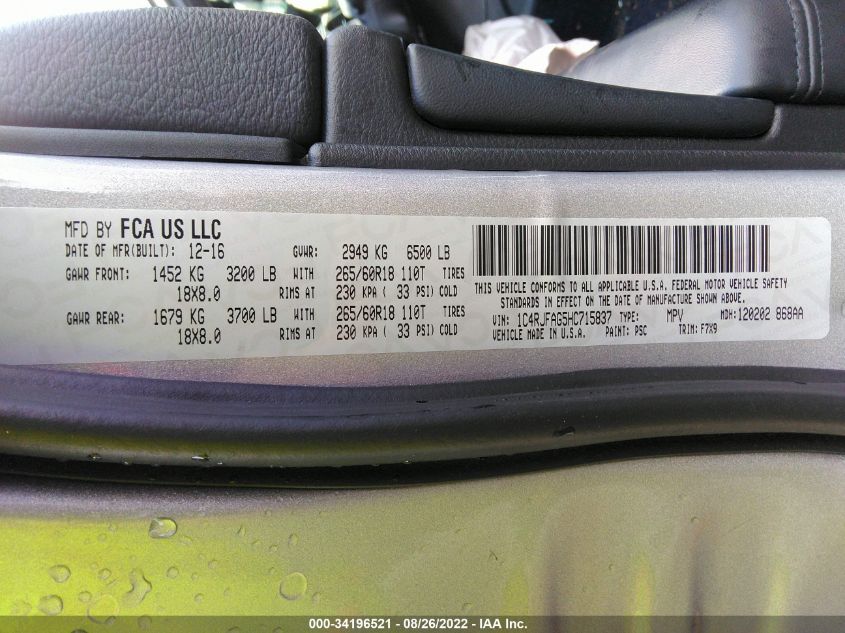 MFD BY FCA US LLC
DATE OF MFR(BUILT): 12-16 GVWR: 2949 KG 6500 LB
GAWR FRONT: 1452 KG 3200 LB WITH 265/60R18 110T TIRES
18X8.0 RIMS AT 230 KPA ( 33 PSI) COLD
GAWR REAR: 1679 KG 3700 LB WITH 265/60R18 110T TIRES
18X8.0 RIMS AT 230 KPA ( 33 PSI) COLD
THIS VEHICLE CONFORMS TO ALL APPLICABLE U.S.A. FEDERAL MOTOR VEHICLE SAFETY
STANDARDS IN EFFECT ON THE DATE OF MANUFACTURE SHOWN ABOVE.
VIN: 1C4RJFAG5HC715837 TYPE: MPV MDH: 120202 868AA
VEHICLE MADE IN U.S.A. PAINT: PSC TRIM: F7X9
000-34196521 - 08/26/2022 - IAA Inc.